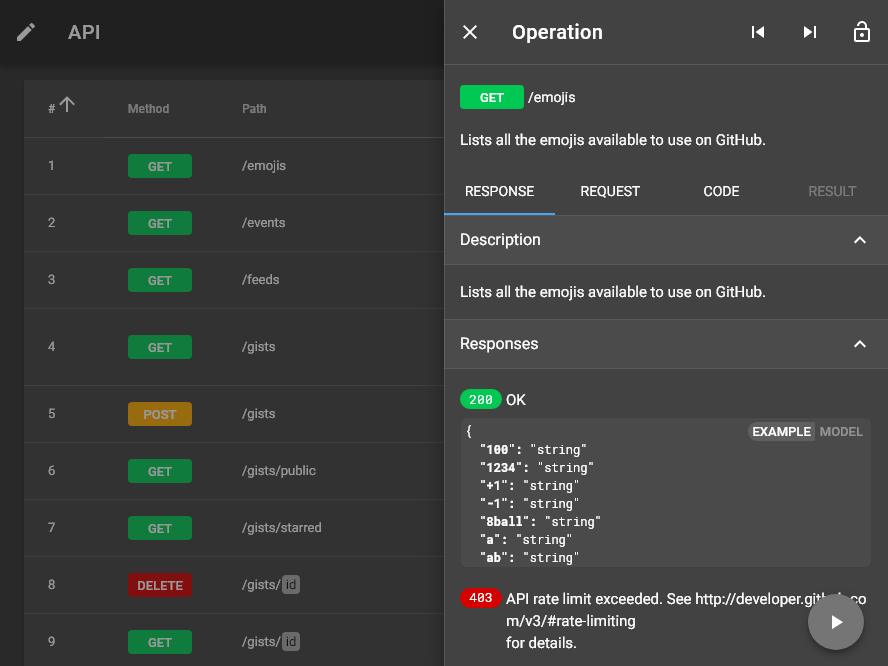 API
# Method Path
1 GET /emojis
2 GET /events
3 GET /feeds
4 GET /gists
5 POST /gists
6 GET /gists/public
7 GET /gists/starred
8 DELETE /gists/ id
9 GET /gists/ id
Operation
GET /emojis
Lists all the emojis available to use on GitHub.
RESPONSE REQUEST CODE RESULT
Description
Lists all the emojis available to use on GitHub.
Responses
200 OK
EXAMPLE MODEL
{
"100": "string"
"1234": "string"
"+1": "string"
"-1": "string"
"8ball": "string"
"a": "string"
"ab": "string"
403 API rate limit exceeded. See http://developer.github.co
m/v3/#rate-limiting
for details.